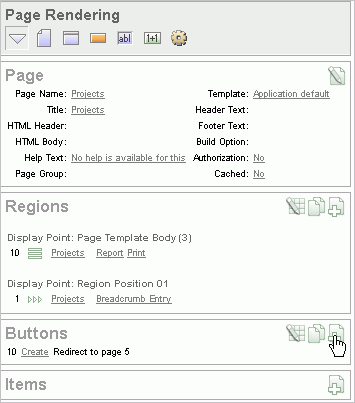 Page Rendering
abl 1+1
Page
Page Name: Projects Template: Application default
Title: Projects Header Text:
HTML Header: Footer Text:
HTML Body: Build Option:
Help Text: No help is available for this Authorization: No
Page Group: Cached: No
Regions
Display Point: Page Template Body (3)
10 Projects Report Print
Display Point: Region Position 01
1 Projects Breadcrumb Entry
Buttons
10 Create Redirect to page 5
Items